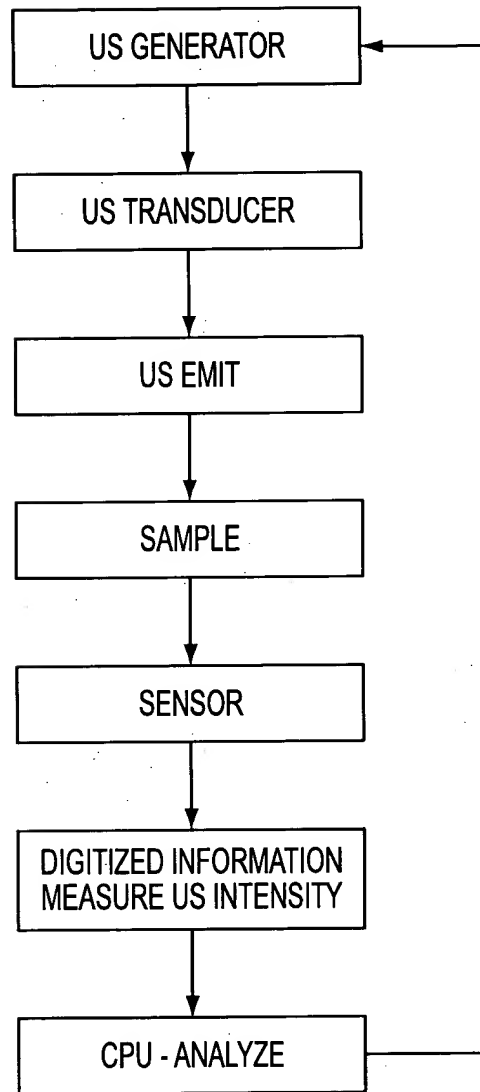 US GENERATOR
US TRANSDUCER
US EMIT
SAMPLE
SENSOR
DIGITIZED INFORMATION
MEASURE US INTENSITY
CPU - ANALYZE